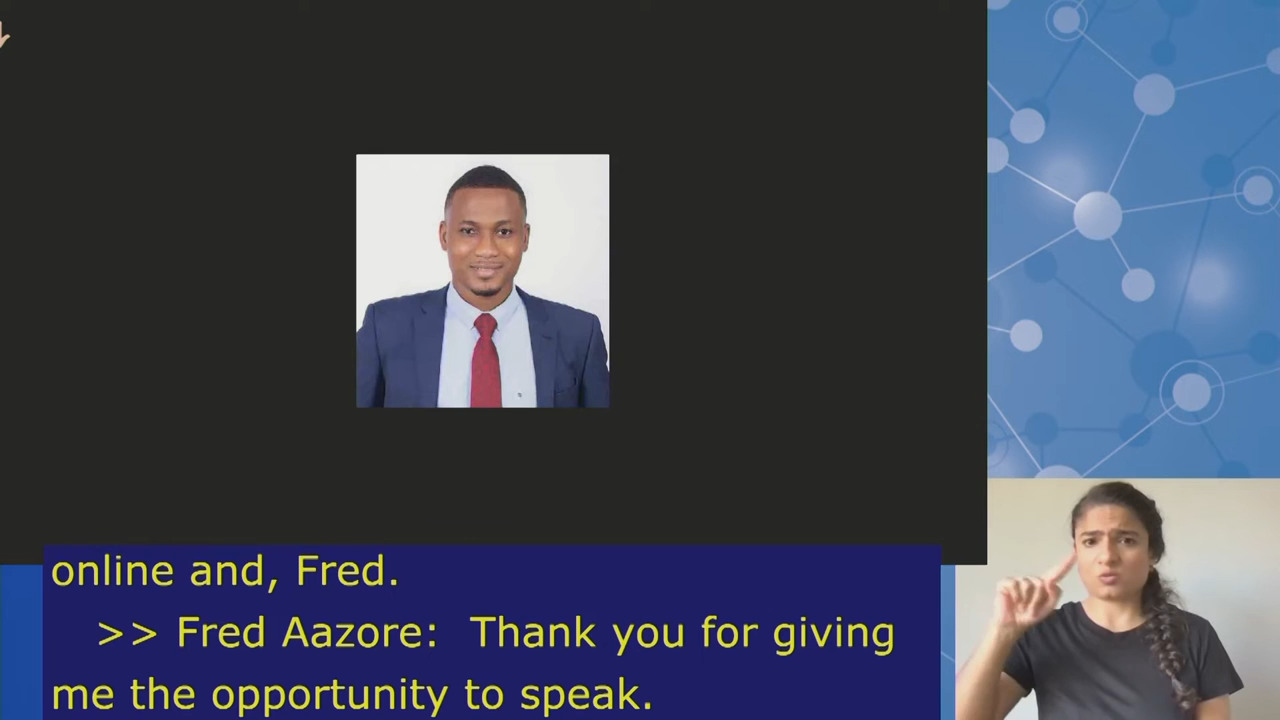 online and, Fred.
>> Fred Aazore:  Thank you for giving
me the opportunity to speak.